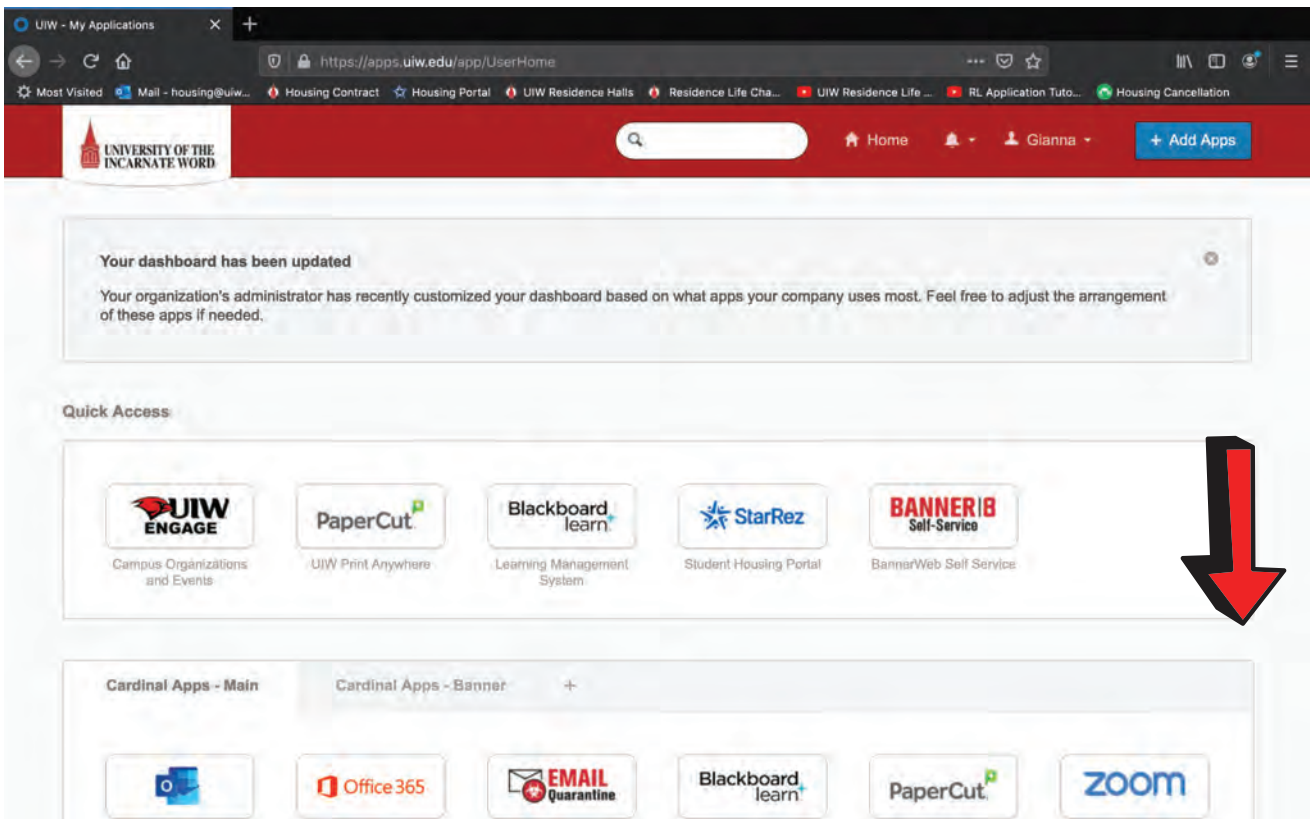 UIW - My Applications
https://apps.uiw.edu/app/UserHome
Most Visited Mail - housing@uiw... Housing Contract Housing Portal UIW Residence Halls Residence Life Cha... UIW Residence Life ... RL Application Tuto... Housing Cancellation
UNIVERSITY OF THE
INCARNATE WORD
Home Gianna + Add Apps
Your dashboard has been updated
Your organization's administrator has recently customized your dashboard based on what apps your company uses most. Feel free to adjust the arrangement
of these apps if needed.
Quick Access
UIW
ENGAGE
PaperCut
Blackboard
learn
StarRez
BANNER|8
Self-Service
Campus Organizations
and Events
UIW Print Anywhere
Learning Management
System
Student Housing Portal
BannerWeb Self Service
Cardinal Apps - Main Cardinal Apps - Banner +
Office 365
EMAIL
Quarantine
Blackboard
learn
PaperCut
zoom